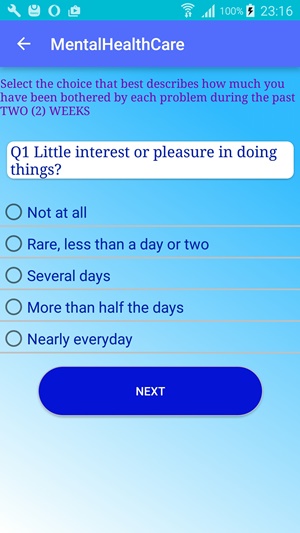 100% 23:16
MentalHealthCare
Select the choice that best describes how much you
have been bothered by each problem during the past
TWO (2) WEEKS
Q1 Little interest or pleasure in doing
things?
Not at all
Rare, less than a day or two
Several days
More than half the days
Nearly everyday
NEXT